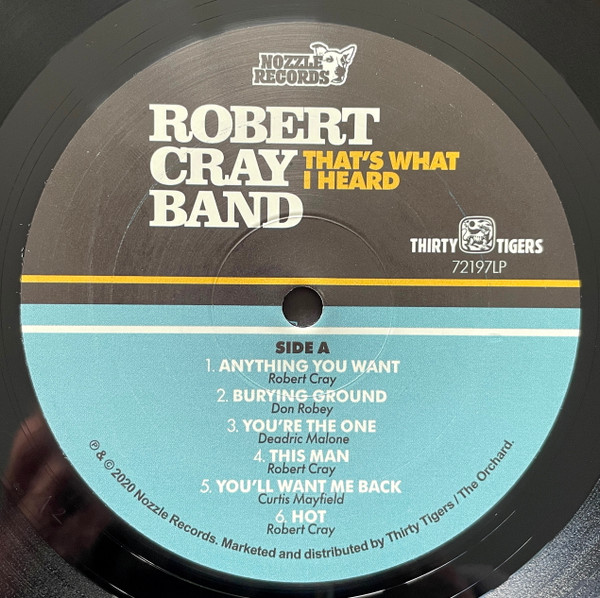 NOZZLE
RECORDS
ROBERT
CRAY
BAND
THAT'S WHAT
I HEARD
THIRTY TIGERS
72197LP
SIDE A
1. ANYTHING YOU WANT
Robert Cray
2. BURYING GROUND
Don Robey
3. YOU'RE THE ONE
Deadric Malone
4. THIS MAN
Robert Cray
5. YOU'LL WANT ME BACK
Curtis Mayfield
6. HOT
Robert Cray
℗ & © 2020 Nozzle Records. Marketed and distributed by Thirty Tigers / The Orchard.